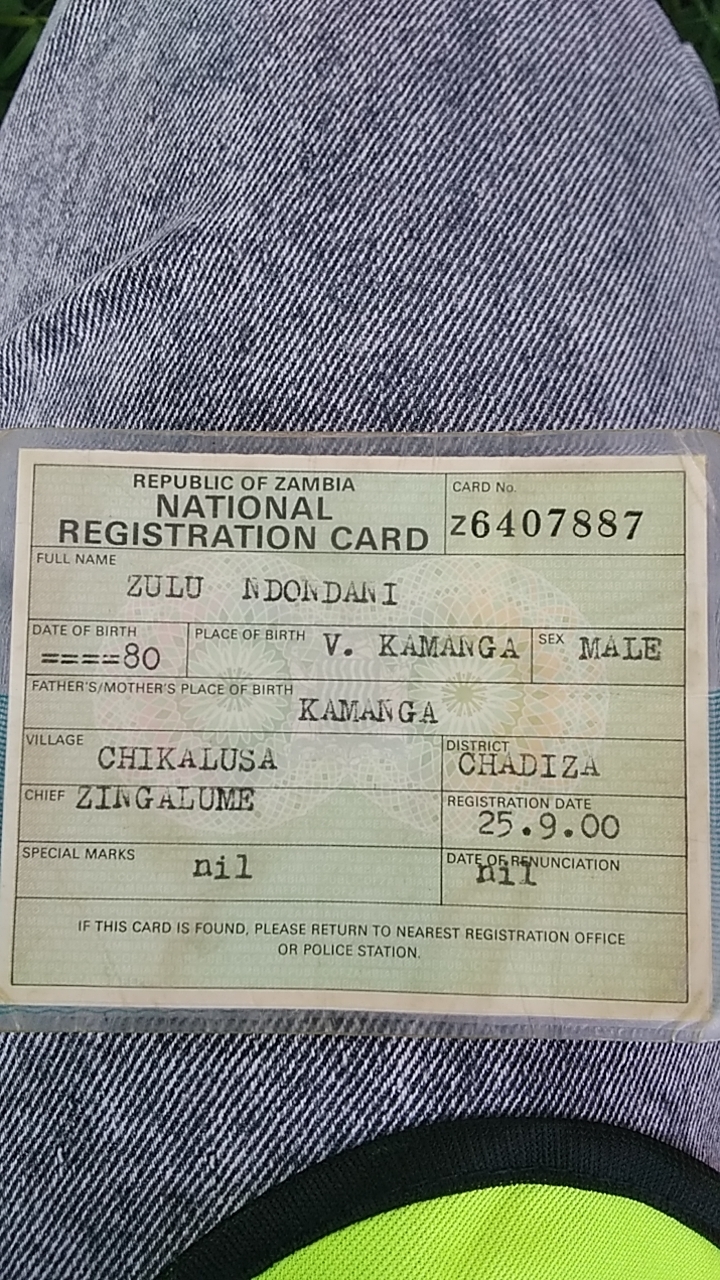 REPUBLIC OF ZAMBIA
NATIONAL
REGISTRATION CARD
CARD No.
Z6407887
FULL NAME
ZULU NDONDANI
DATE OF BIRTH
====80
PLACE OF BIRTH V. KAMANGA
SEX MALE
FATHER'S/MOTHER'S PLACE OF BIRTH
KAMANGA
VILLAGE
CHIKALUSA
DISTRICT
CHADIZA
CHIEF ZINGALUME
REGISTRATION DATE
25.9.00
SPECIAL MARKS
nil
DATE OF RENUNCIATION
nil
IF THIS CARD IS FOUND, PLEASE RETURN TO NEAREST REGISTRATION OFFICE
OR POLICE STATION.